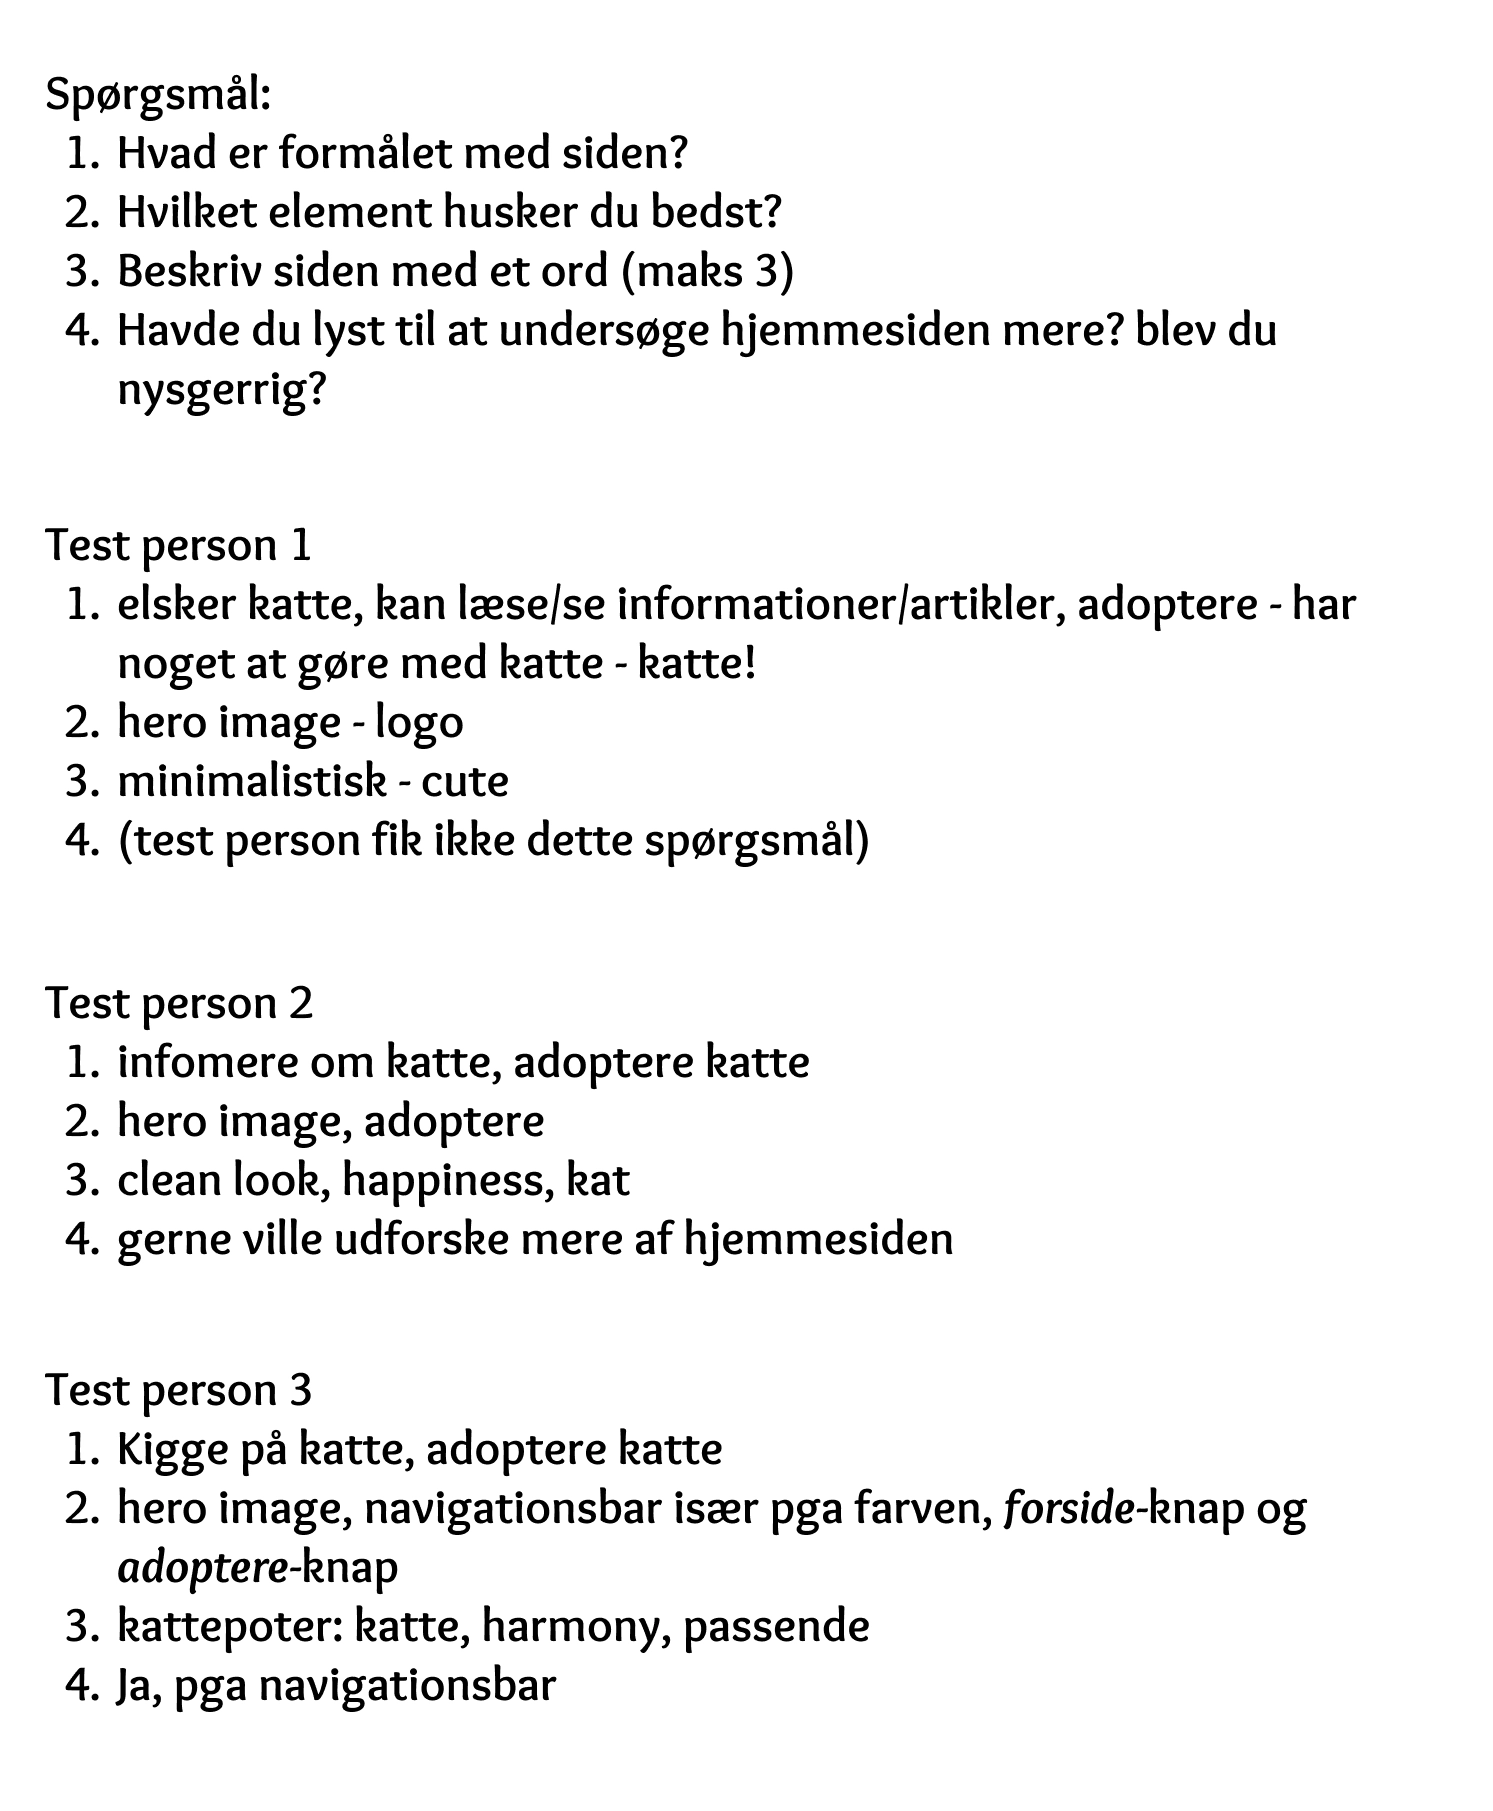 Spørgsmål:
1. Hvad er formålet med siden?
2. Hvilket element husker du bedst?
3. Beskriv siden med et ord (maks 3)
4. Havde du lyst til at undersøge hjemmesiden mere? blev du
nysgerrig?
Test person 1
1. elsker katte, kan læse/se informationer/artikler, adoptere - har
noget at gøre med katte - katte!
2. hero image - logo
3. minimalistisk - cute
4. (test person fik ikke dette spørgsmål)
Test person 2
1. infomere om katte, adoptere katte
2. hero image, adoptere
3. clean look, happiness, kat
4. gerne ville udforske mere af hjemmesiden
Test person 3
1. Kigge på katte, adoptere katte
2. hero image, navigationsbar især pga farven, forside-knap og
adoptere-knap
3. kattepoter: katte, harmony, passende
4. Ja, pga navigationsbar